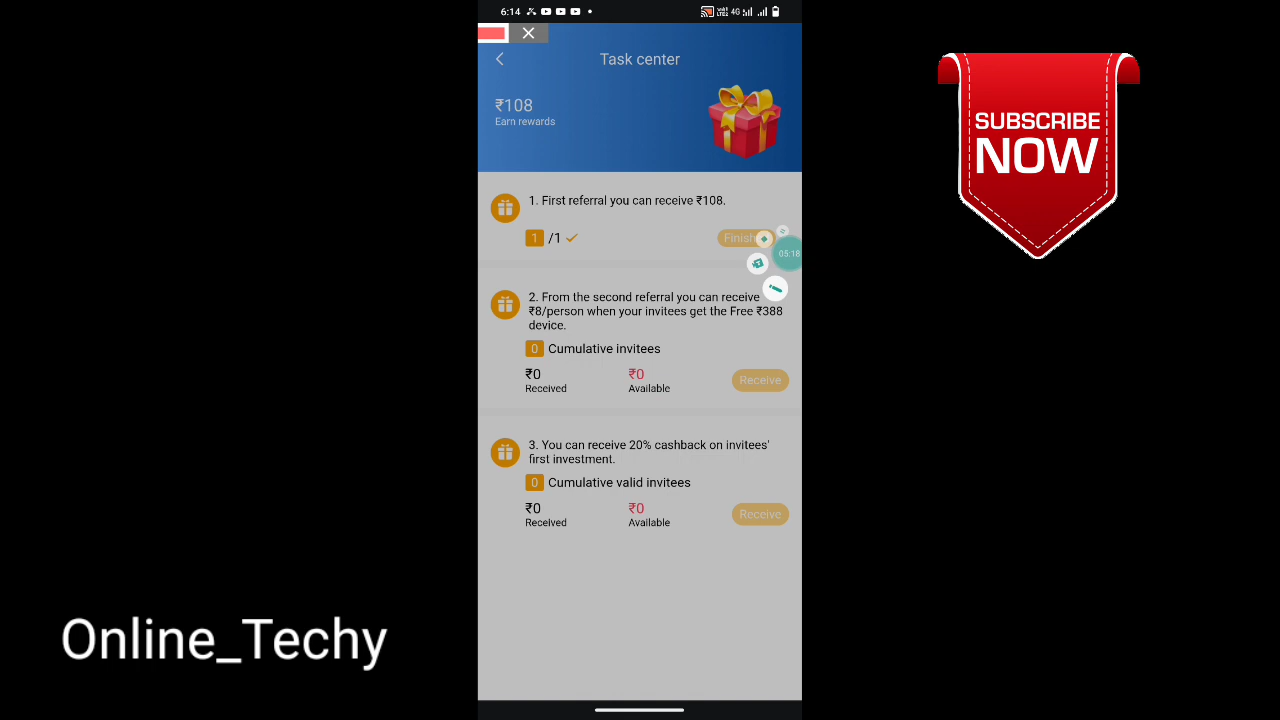 6:14
4G
Task center
₹108
Earn rewards
1. First referral you can receive ₹108.
1 /1
Finish
05:18
2. From the second referral you can receive
₹8/person when your invitees get the Free ₹388
device.
0 Cumulative invitees
₹0
Received
₹0
Available
Receive
3. You can receive 20% cashback on invitees'
first investment.
0 Cumulative valid invitees
₹0
Received
₹0
Available
Receive
SUBSCRIBE
NOW
Online_Techy